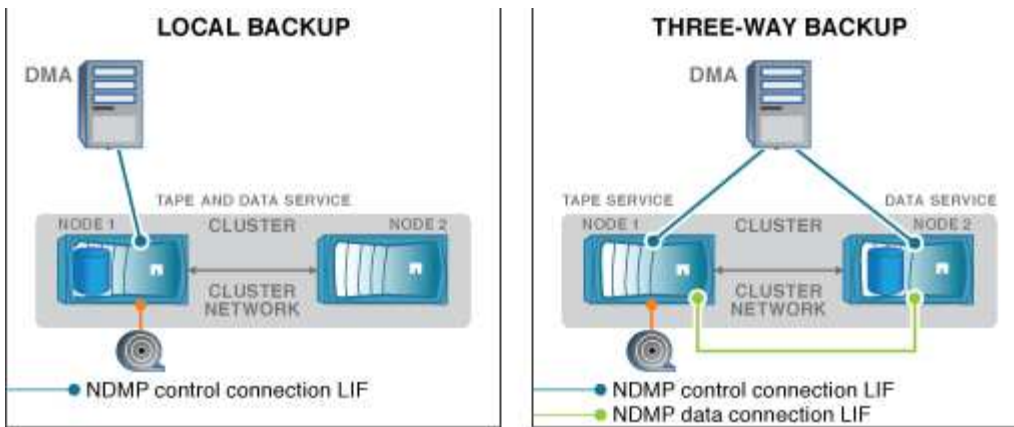 LOCAL BACKUP
DMA
TAPE AND DATA SERVICE
NODE 1
CLUSTER
NODE 2
CLUSTER
NETWORK
NDMP control connection LIF
THREE-WAY BACKUP
DMA
TAPE SERVICE
DATA SERVICE
NODE 1
CLUSTER
NODE 2
CLUSTER
NETWORK
NDMP control connection LIF
NDMP data connection LIF